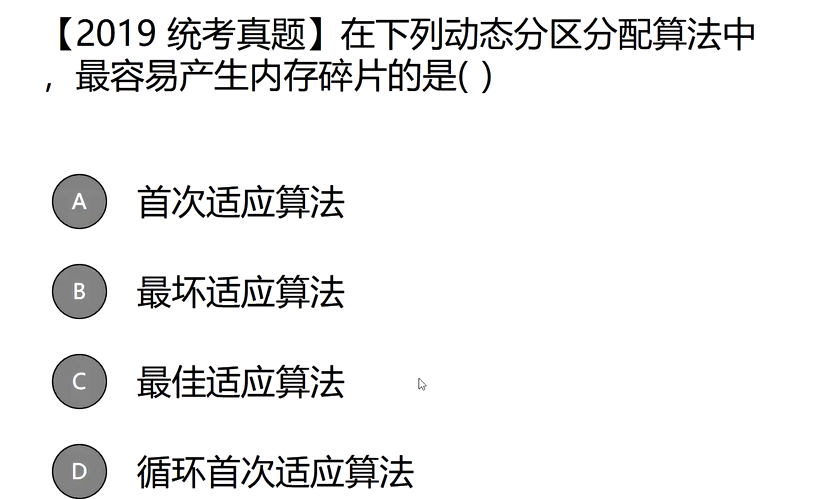 【2019 统考真题】在下列动态分区分配算法中
，最容易产生内存碎片的是( )
A 首次适应算法
B 最坏适应算法
C 最佳适应算法
D 循环首次适应算法